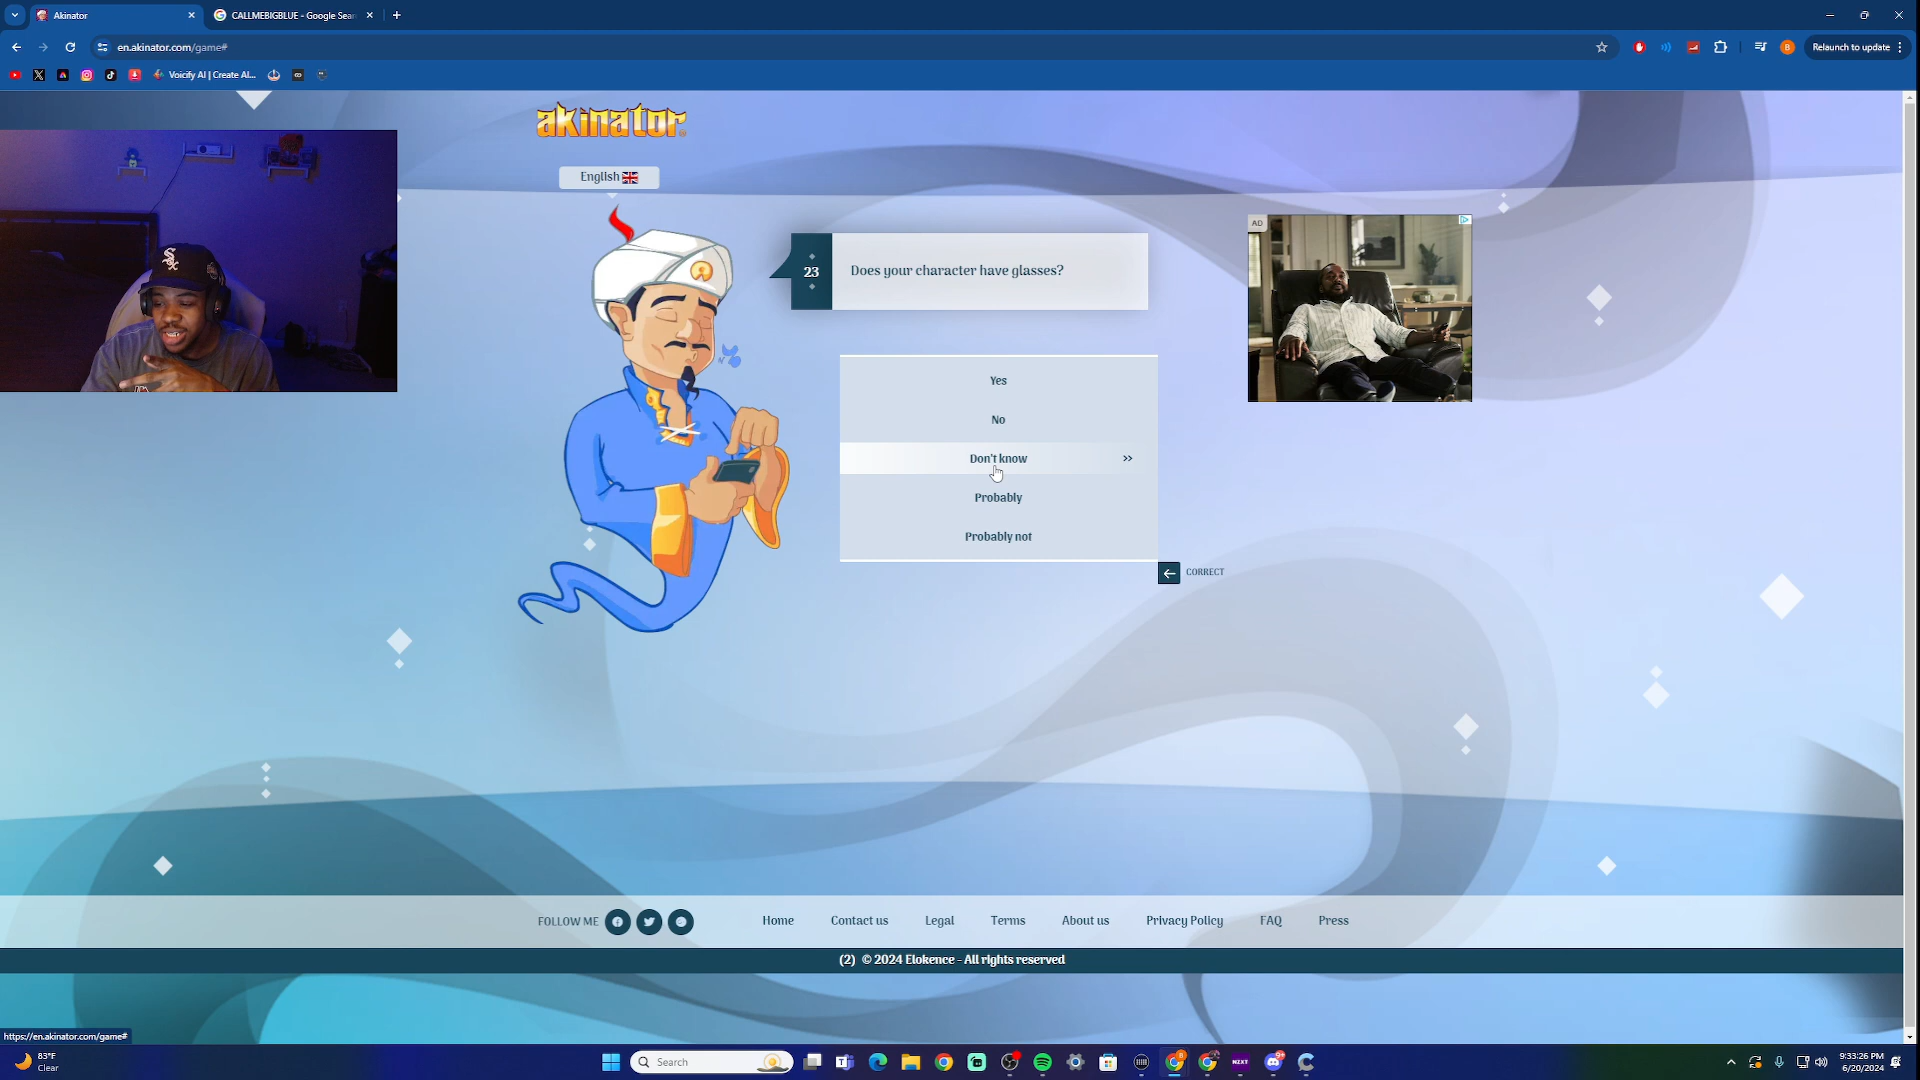 Akinator
CALLMEBIGBLUE - Google Sea
en.akinator.com/game#
Relaunch to update
Voicify AI | Create AI...
akinator
English
23
Does your character have glasses?
AD
Yes
No
Don't know
>>
Probably
Probably not
CORRECT
FOLLOW ME
Home
Contact us
Legal
Terms
About us
Privacy Policy
FAQ
Press
(2) © 2024 Elokence - All rights reserved
https://en.akinator.com/game#
83°F
Clear
Search
NZXT
9:33:26 PM
6/20/2024